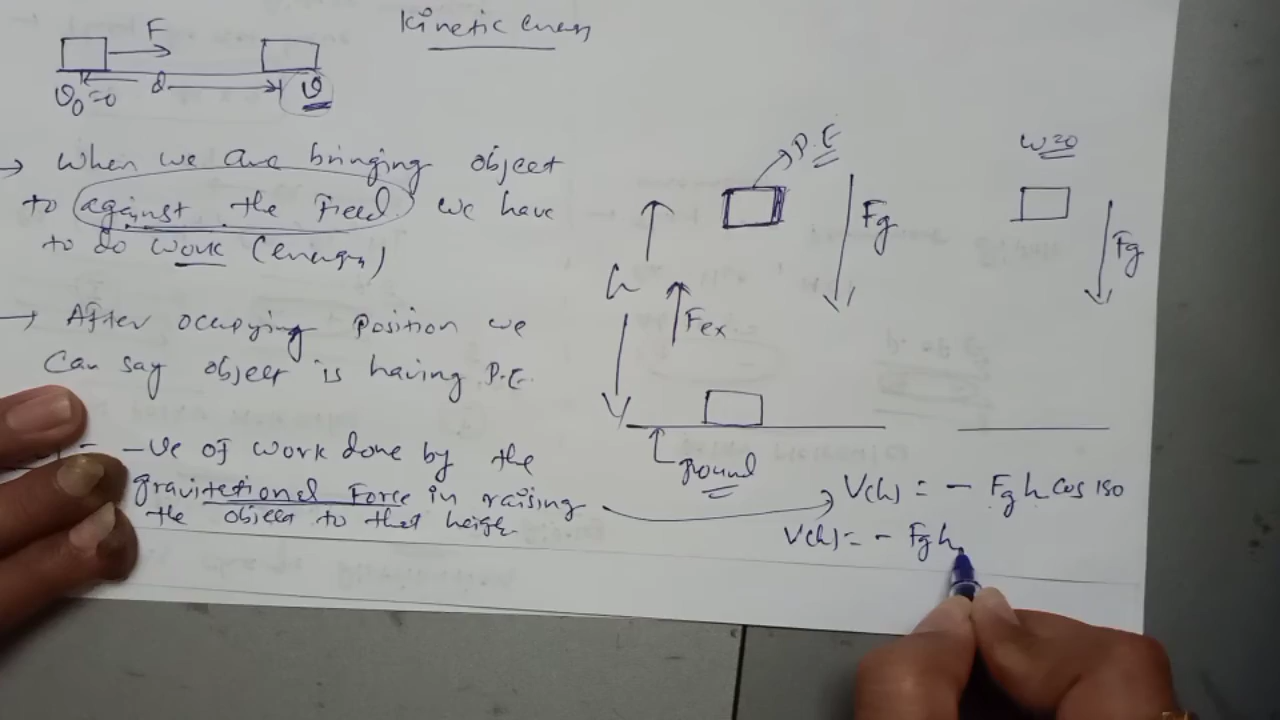 Kinetic energy
F
d
v₀=0
v
→ When we are bringing object
to against the Field we have
to do work (energy)
→ After occupying position we
can say object is having P.E.
= -ve of work done by the
gravitational Force in raising
the object to that height
P.E
Fg
h
Fex
ground
w=0
Fg
V(h) = - Fg h cos 180
V(h) = - Fg h